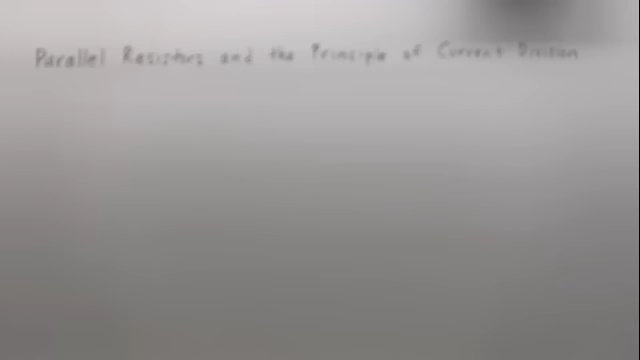 Parallel Resistors and the Principle of Current Division